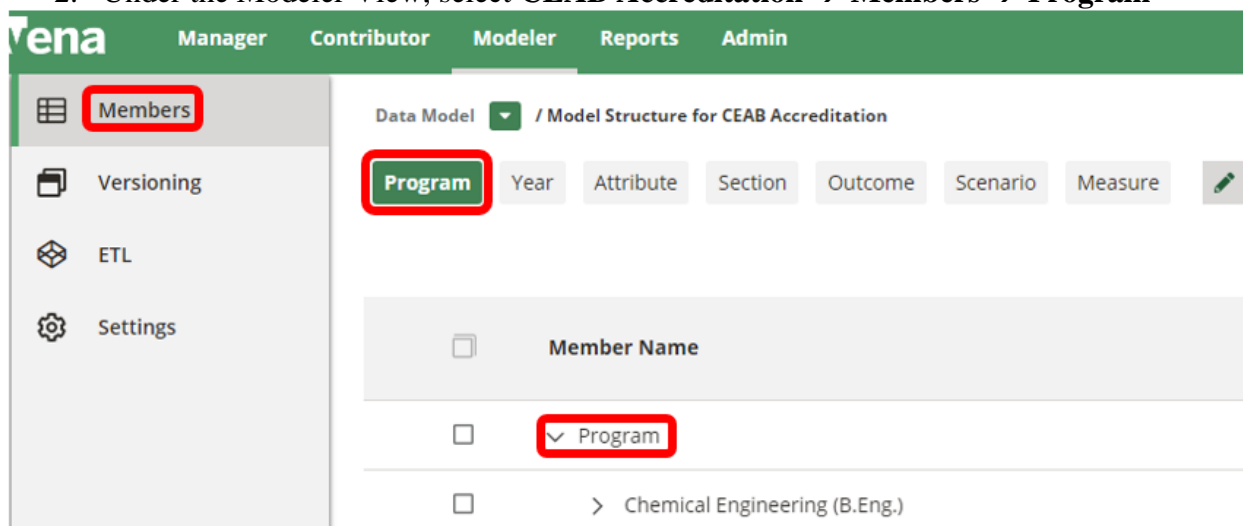 2. Under the Modeler View, select CEAB Accreditation → Members → Program
Vena Manager Contributor Modeler Reports Admin
Members
Data Model / Model Structure for CEAB Accreditation
Versioning
Program Year Attribute Section Outcome Scenario Measure
ETL
Settings
Member Name
Program
Chemical Engineering (B.Eng.)